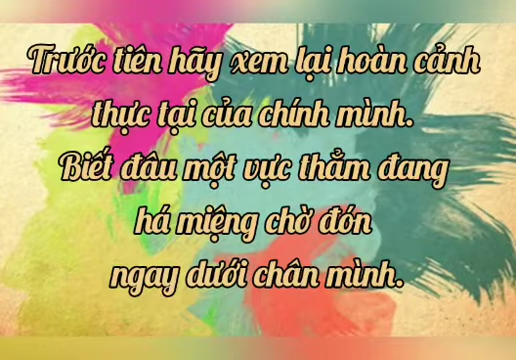 Trước tiên hãy xem lại hoàn cảnh
thực tại của chính mình.
Biết đâu một vực thẳm đang
há miệng chờ đón
ngay dưới chân mình.